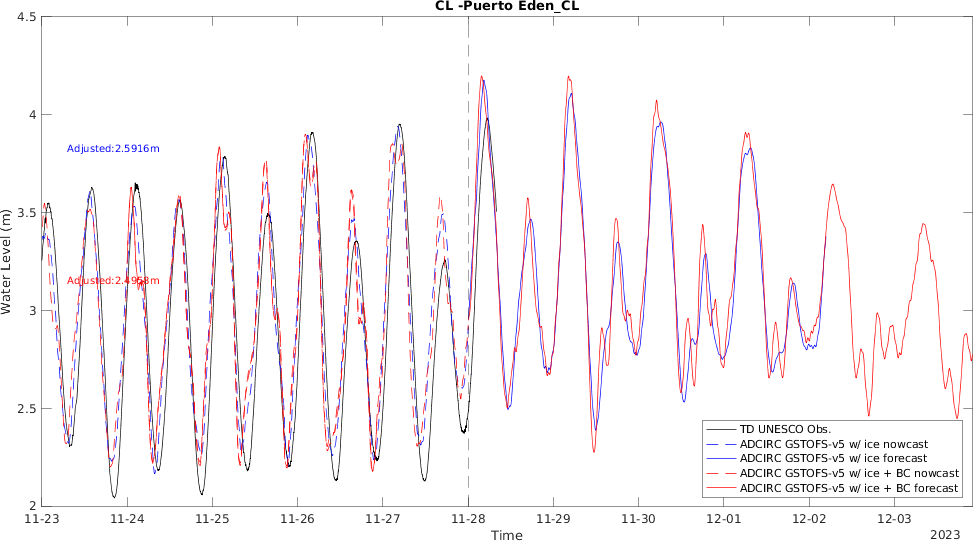 CL -Puerto Eden_CL
4.5
4
3.5
3
2.5
2
Water Level (m)
Adjusted:2.5916m
Adjusted:2.4958m
TD UNESCO Obs.
ADCIRC GSTOFS-v5 w/ ice nowcast
ADCIRC GSTOFS-v5 w/ ice forecast
ADCIRC GSTOFS-v5 w/ ice + BC nowcast
ADCIRC GSTOFS-v5 w/ ice + BC forecast
11-23 11-24 11-25 11-26 11-27 11-28 11-29 11-30 12-01 12-02 12-03
Time
2023